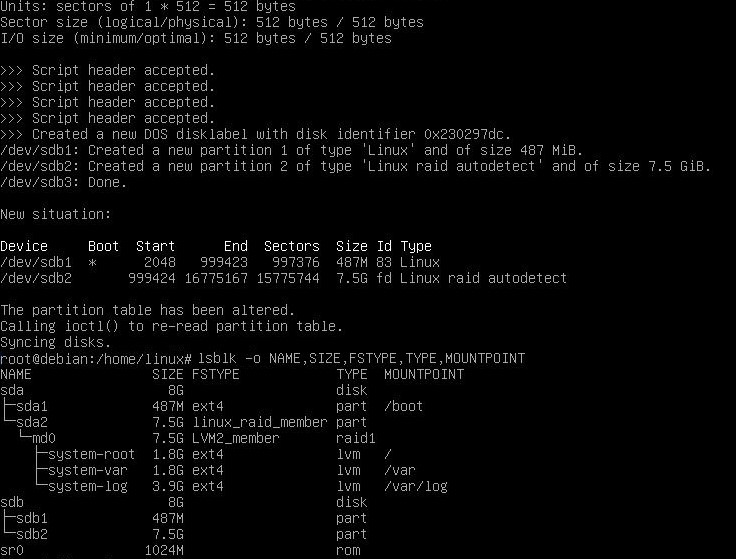 Units: sectors of 1 * 512 = 512 bytes
Sector size (logical/physical): 512 bytes / 512 bytes
I/O size (minimum/optimal): 512 bytes / 512 bytes
>>> Script header accepted.
>>> Script header accepted.
>>> Script header accepted.
>>> Script header accepted.
>>> Created a new DOS disklabel with disk identifier 0x230297dc.
/dev/sdb1: Created a new partition 1 of type 'Linux' and of size 487 MiB.
/dev/sdb2: Created a new partition 2 of type 'Linux raid autodetect' and of size 7.5 GiB.
/dev/sdb3: Done.
New situation:
Device     Boot  Start      End  Sectors  Size Id Type
/dev/sdb1  *      2048   999423   997376  487M 83 Linux
/dev/sdb2       999424 16775167 15775744  7.5G fd Linux raid autodetect
The partition table has been altered.
Calling ioctl() to re-read partition table.
Syncing disks.
root@debian:/home/linux# lsblk -o NAME,SIZE,FSTYPE,TYPE,MOUNTPOINT
NAME               SIZE FSTYPE            TYPE  MOUNTPOINT
sda                  8G                   disk
├─sda1             487M ext4              part  /boot
└─sda2             7.5G linux_raid_member part
  └─md0            7.5G LVM2_member       raid1
    ├─system-root  1.8G ext4              lvm   /
    ├─system-var   1.8G ext4              lvm   /var
    └─system-log   3.9G ext4              lvm   /var/log
sdb                  8G                   disk
├─sdb1             487M                   part
└─sdb2             7.5G                   part
sr0               1024M                   rom